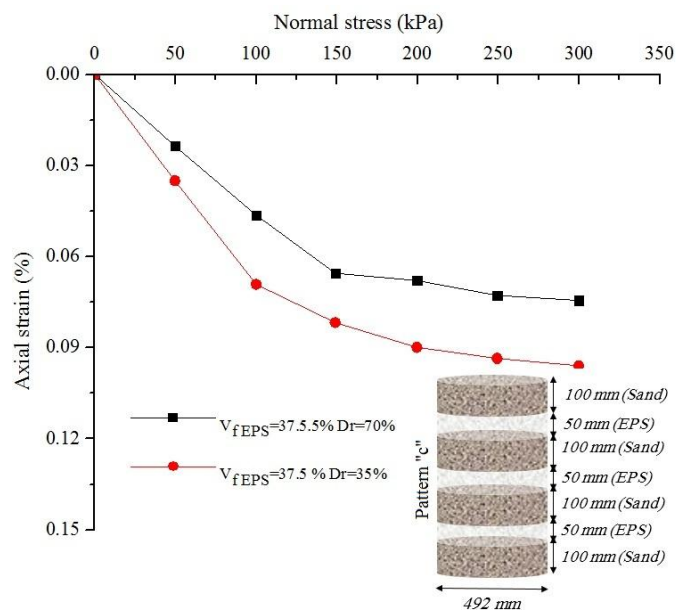 Normal stress (kPa)
0 50 100 150 200 250 300 350
0.00
0.03
0.06
0.09
0.12
0.15
Axial strain (%)
V_f EPS=37.5.5% Dr=70%
V_f EPS=37.5 % Dr=35%
Pattern "c"
100 mm (Sand)
50 mm (EPS)
100 mm (Sand)
50 mm (EPS)
100 mm (Sand)
50 mm (EPS)
100 mm (Sand)
492 mm